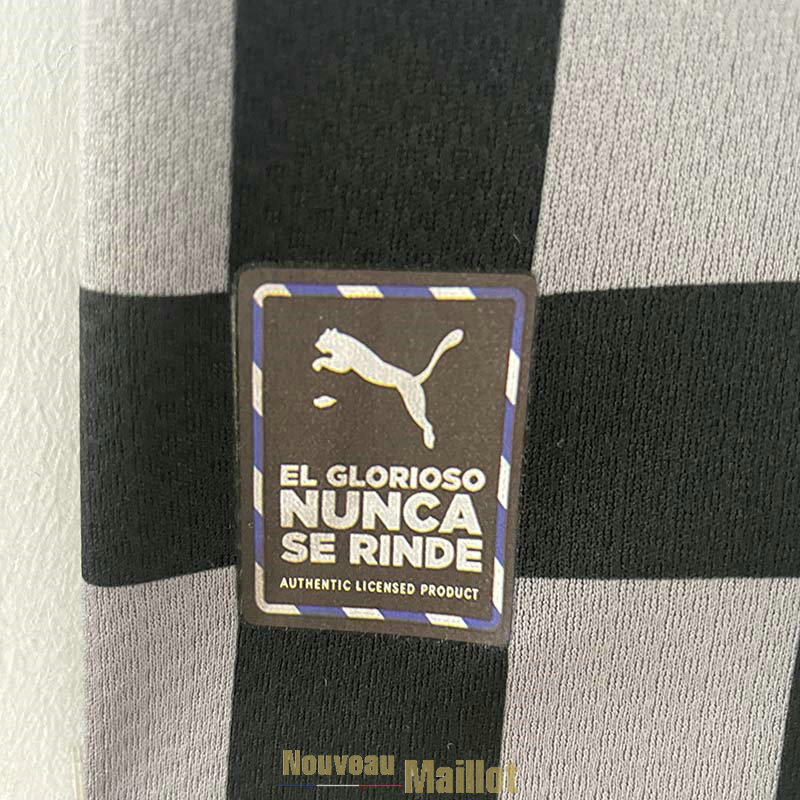 EL GLORIOSO
NUNCA
SE RINDE
AUTHENTIC LICENSED PRODUCT
Nouveau Maillot